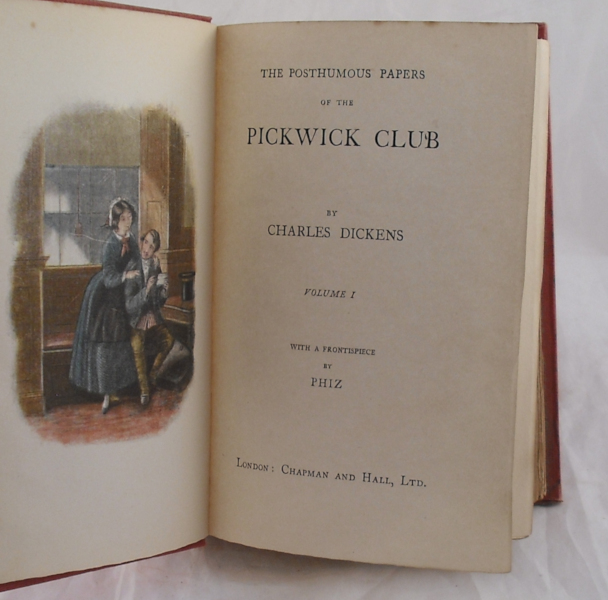 THE POSTHUMOUS PAPERS
OF THE
PICKWICK CLUB
BY
CHARLES DICKENS
VOLUME I
WITH A FRONTISPIECE
BY
PHIZ
LONDON: CHAPMAN AND HALL, LTD.